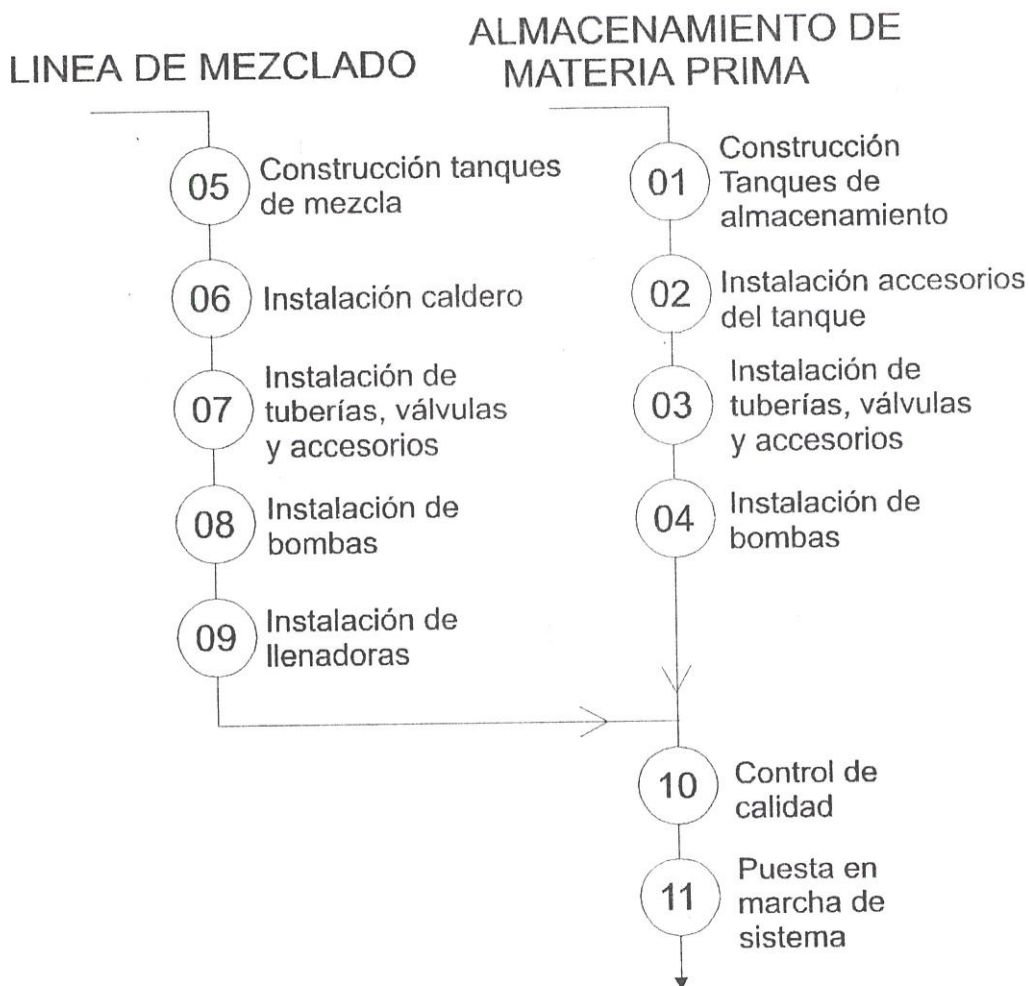 LINEA DE MEZCLADO
05
Construcción tanques
de mezcla
06
Instalación caldero
07
Instalación de
tuberías, válvulas
y accesorios
08
Instalación de
bombas
09
Instalación de
llenadoras
ALMACENAMIENTO DE
MATERIA PRIMA
01
Construcción
Tanques de
almacenamiento
02
Instalación accesorios
del tanque
03
Instalación de
tuberías, válvulas
y accesorios
04
Instalación de
bombas
10
Control de
calidad
11
Puesta en
marcha de
sistema